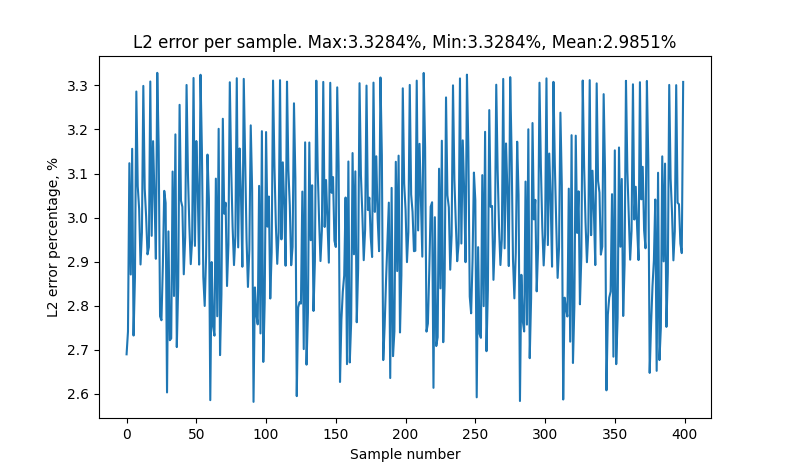 L2 error per sample. Max:3.3284%, Min:3.3284%, Mean:2.9851%
L2 error percentage, %
3.3
3.2
3.1
3.0
2.9
2.8
2.7
2.6
0 50 100 150 200 250 300 350 400
Sample number